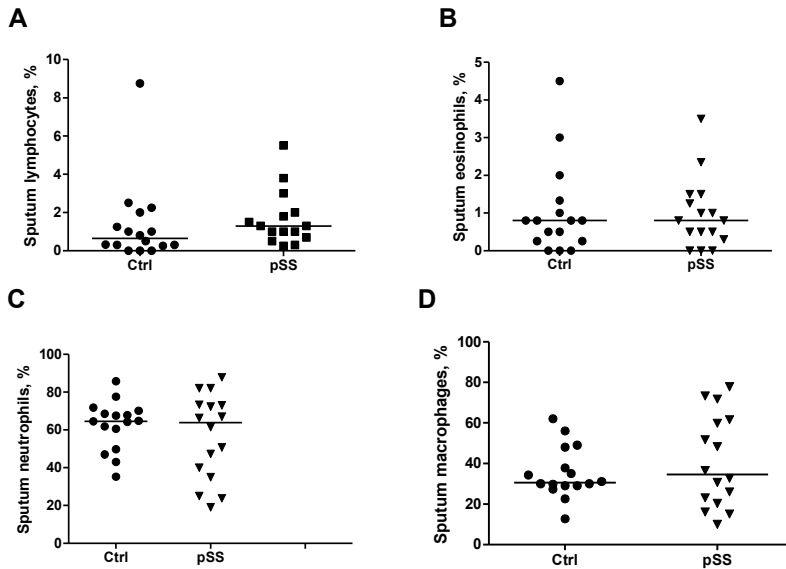 A
Sputum lymphocytes, %
10
8
6
4
2
0
Ctrl
pSS
B
Sputum eosinophils, %
5
4
3
2
1
0
Ctrl
pSS
C
Sputum neutrophils, %
100
80
60
40
20
0
Ctrl
pSS
D
Sputum macrophages, %
100
80
60
40
20
0
Ctrl
pSS